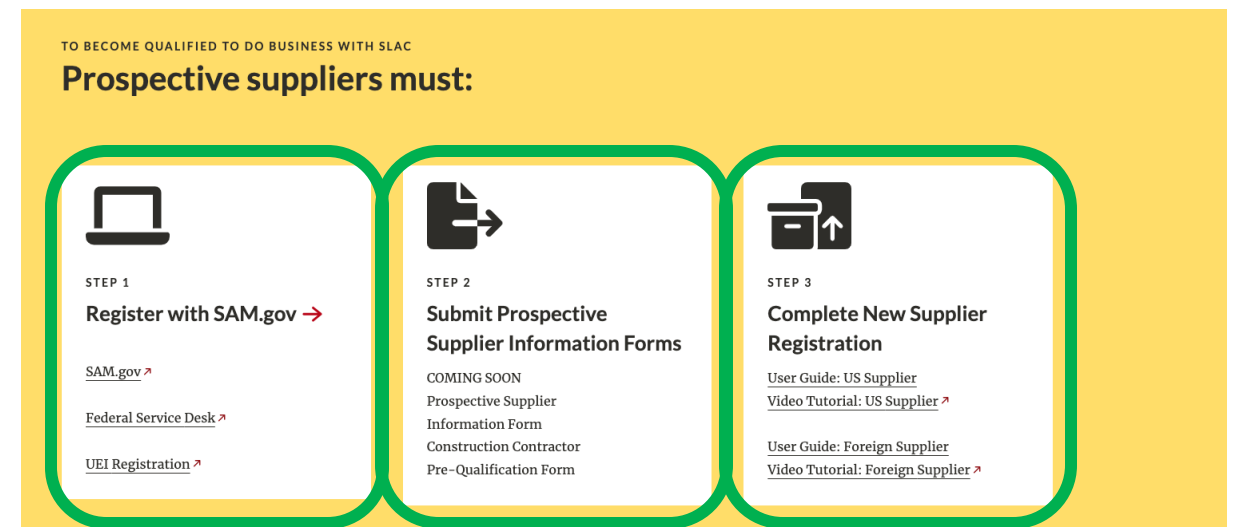 TO BECOME QUALIFIED TO DO BUSINESS WITH SLAC
Prospective suppliers must:
STEP 1
Register with SAM.gov →
SAM.gov
Federal Service Desk
UEI Registration
STEP 2
Submit Prospective
Supplier Information Forms
COMING SOON
Prospective Supplier
Information Form
Construction Contractor
Pre-Qualification Form
STEP 3
Complete New Supplier
Registration
User Guide: US Supplier
Video Tutorial: US Supplier
User Guide: Foreign Supplier
Video Tutorial: Foreign Supplier